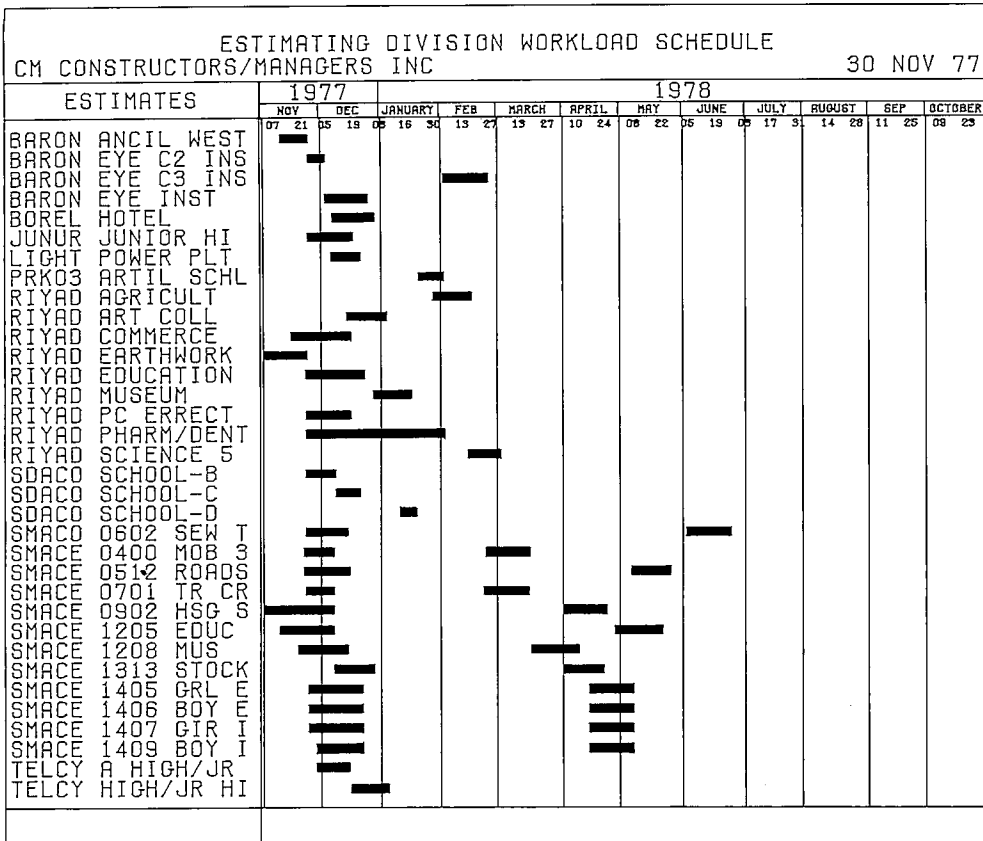 ESTIMATING DIVISION WORKLOAD SCHEDULE
CM CONSTRUCTORS/MANAGERS INC 30 NOV 77
ESTIMATES 1977 1978
NOV DEC JANUARY FEB MARCH APRIL MAY JUNE JULY AUGUST SEP OCTOBER
07 21 05 19 03 16 30 13 27 13 27 10 24 08 22 05 19 03 17 31 14 28 11 25 09 23
BARON ANCIL WEST
BARON EYE C2 INS
BARON EYE C3 INS
BARON EYE INST
BOREL HOTEL
JUNUR JUNIOR HI
LIGHT POWER PLT
PRK03 ARTIL SCHL
RIYAD AGRICULT
RIYAD ART COLL
RIYAD COMMERCE
RIYAD EARTHWORK
RIYAD EDUCATION
RIYAD MUSEUM
RIYAD PC ERRECT
RIYAD PHARM/DENT
RIYAD SCIENCE 5
SDACO SCHOOL-B
SDACO SCHOOL-C
SDACO SCHOOL-D
SMACO 0602 SEW T
SMACE 0400 MOB 3
SMACE 0512 ROADS
SMACE 0701 TR CR
SMACE 0902 HSG S
SMACE 1205 EDUC
SMACE 1208 MUS
SMACE 1313 STOCK
SMACE 1405 GRL E
SMACE 1406 BOY E
SMACE 1407 GIR I
SMACE 1409 BOY I
TELCY A HIGH/JR
TELCY HIGH/JR HI